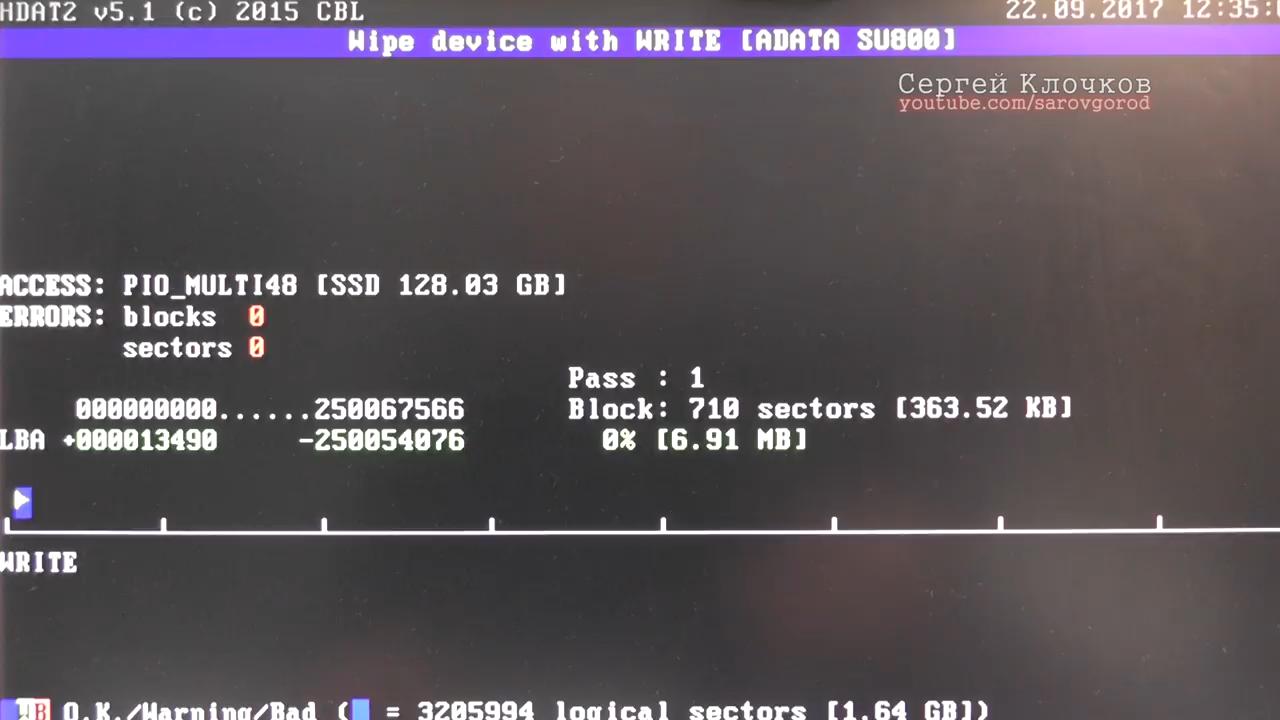 HDAT2 v5.1 (c) 2015 CBL
22.09.2017 12:35:
Wipe device with WRITE [ADATA SU800]
Сергей Клочков
youtube.com/sarovgorod
ACCESS: PIO_MULTI48 [SSD 128.03 GB]
ERRORS: blocks 0
sectors 0
Pass : 1
000000000......250067566 Block: 710 sectors [363.52 KB]
LBA +000013490 -250054076 0% [6.91 MB]
WRITE
O.K./Warning/Bad ( = 3205994 logical sectors [1.64 GB])